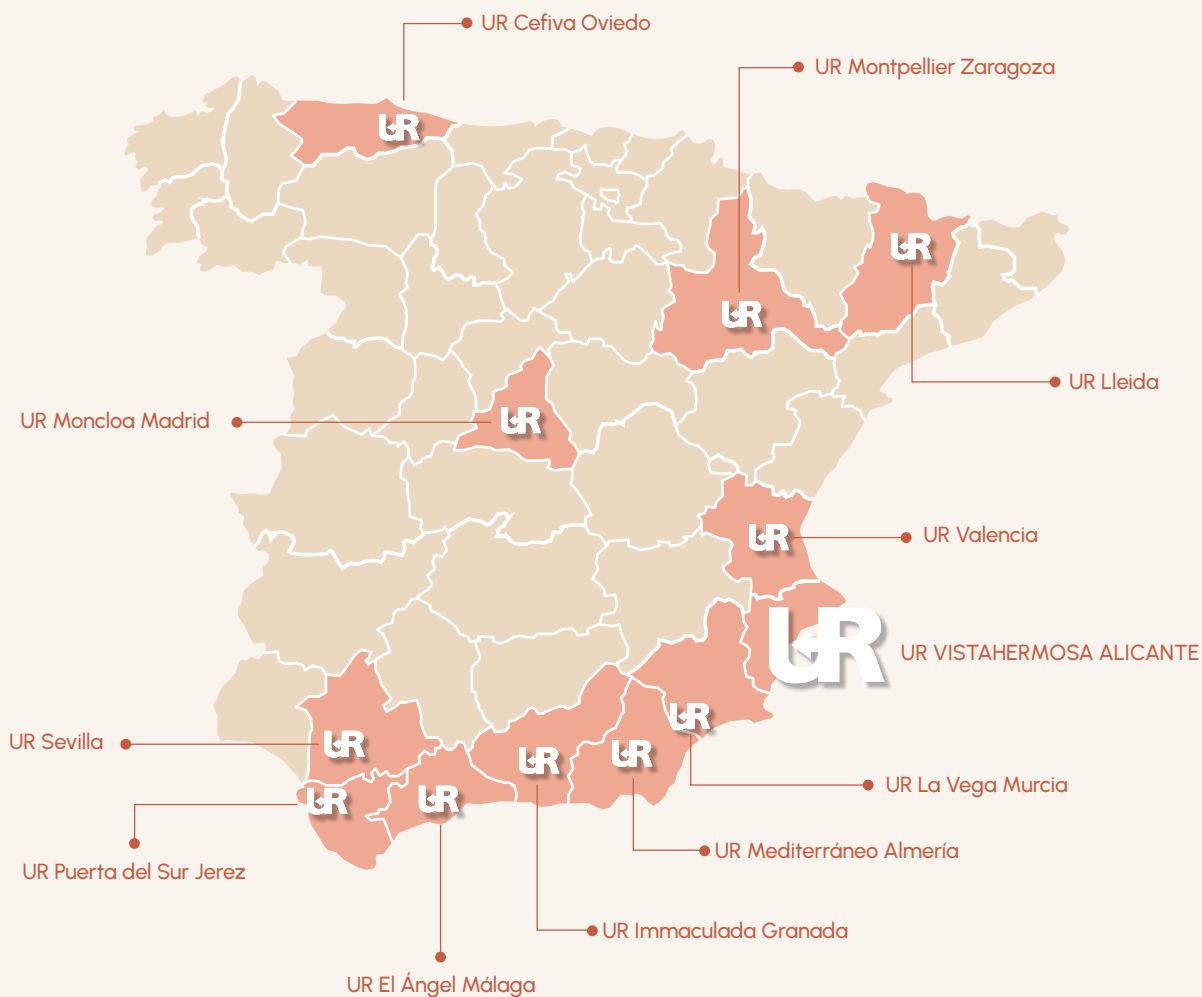 UR Cefiva Oviedo
UR Montpellier Zaragoza
UR
UR
UR
UR Lleida
UR Moncloa Madrid
UR
UR
UR Valencia
UR
UR VISTAHERMOSA ALICANTE
UR
UR Sevilla
UR
UR
UR
UR La Vega Murcia
UR
UR
UR Mediterráneo Almería
UR Puerta del Sur Jerez
UR Immaculada Granada
UR El Ángel Málaga